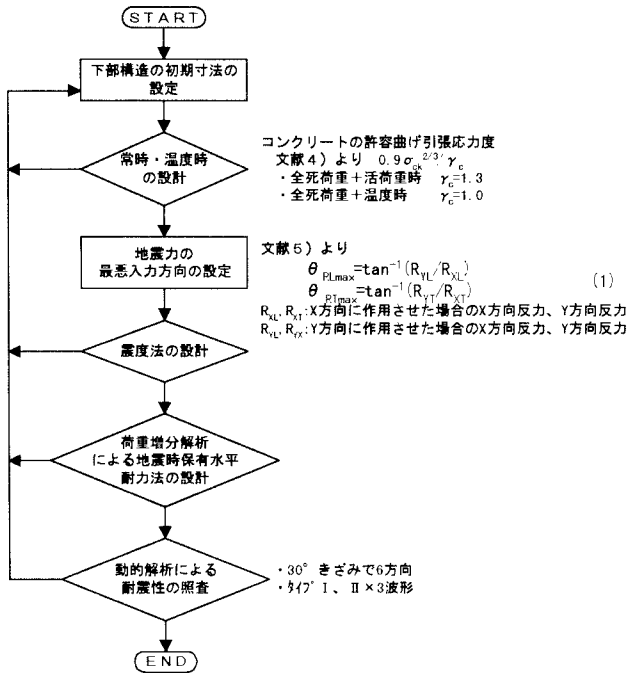 START
下部構造の初期寸法の
設定
常時・温度時
の設計
コンクリートの許容曲げ引張応力度
文献4)より 0.9σck^2/3/γc
・全死荷重+活荷重時 γc=1.3
・全死荷重+温度時 γc=1.0
地震力の
最悪入力方向の設定
文献5)より
θP.Lmax=tan-1(RYL/RXL)
θP.Tmax=tan-1(RYT/RXT)
(1)
RXL,RXT:X方向に作用させた場合のX方向反力、Y方向反力
RYL,RYX:Y方向に作用させた場合のX方向反力、Y方向反力
震度法の設計
荷重増分解析
による地震時保有水平
耐力法の設計
動的解析による
耐震性の照査
・30°きざみで6方向
・タイプⅠ、Ⅱ×3波形
END